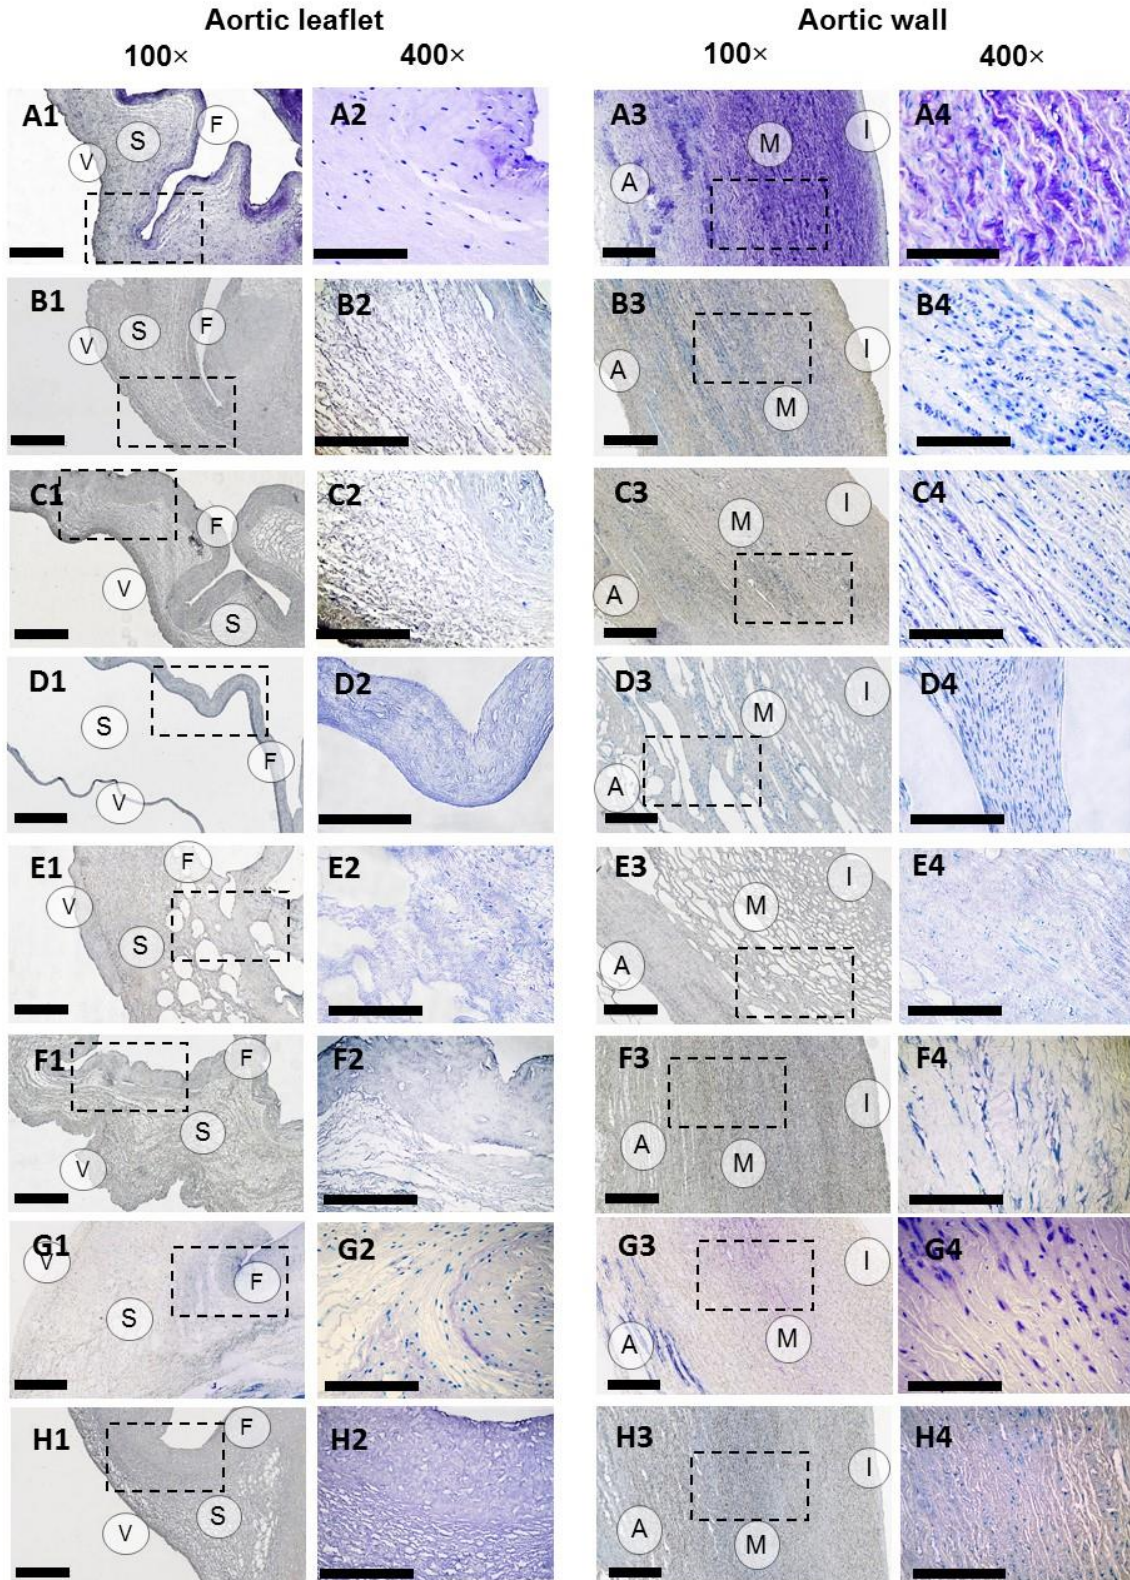 Aortic leaflet Aortic wall
100× 400× 100× 400×
A1 S F V A2 A3 M I A A4
B1 S F V B2 B3 I A M B4
C1 F V S C2 C3 M I A C4
D1 S F V D2 D3 I M A D4
E1 F V S E2 E3 I M A E4
F1 F S V F2 F3 I A M F4
G1 V F S G2 G3 I A M G4
H1 F S V H2 H3 I A M H4